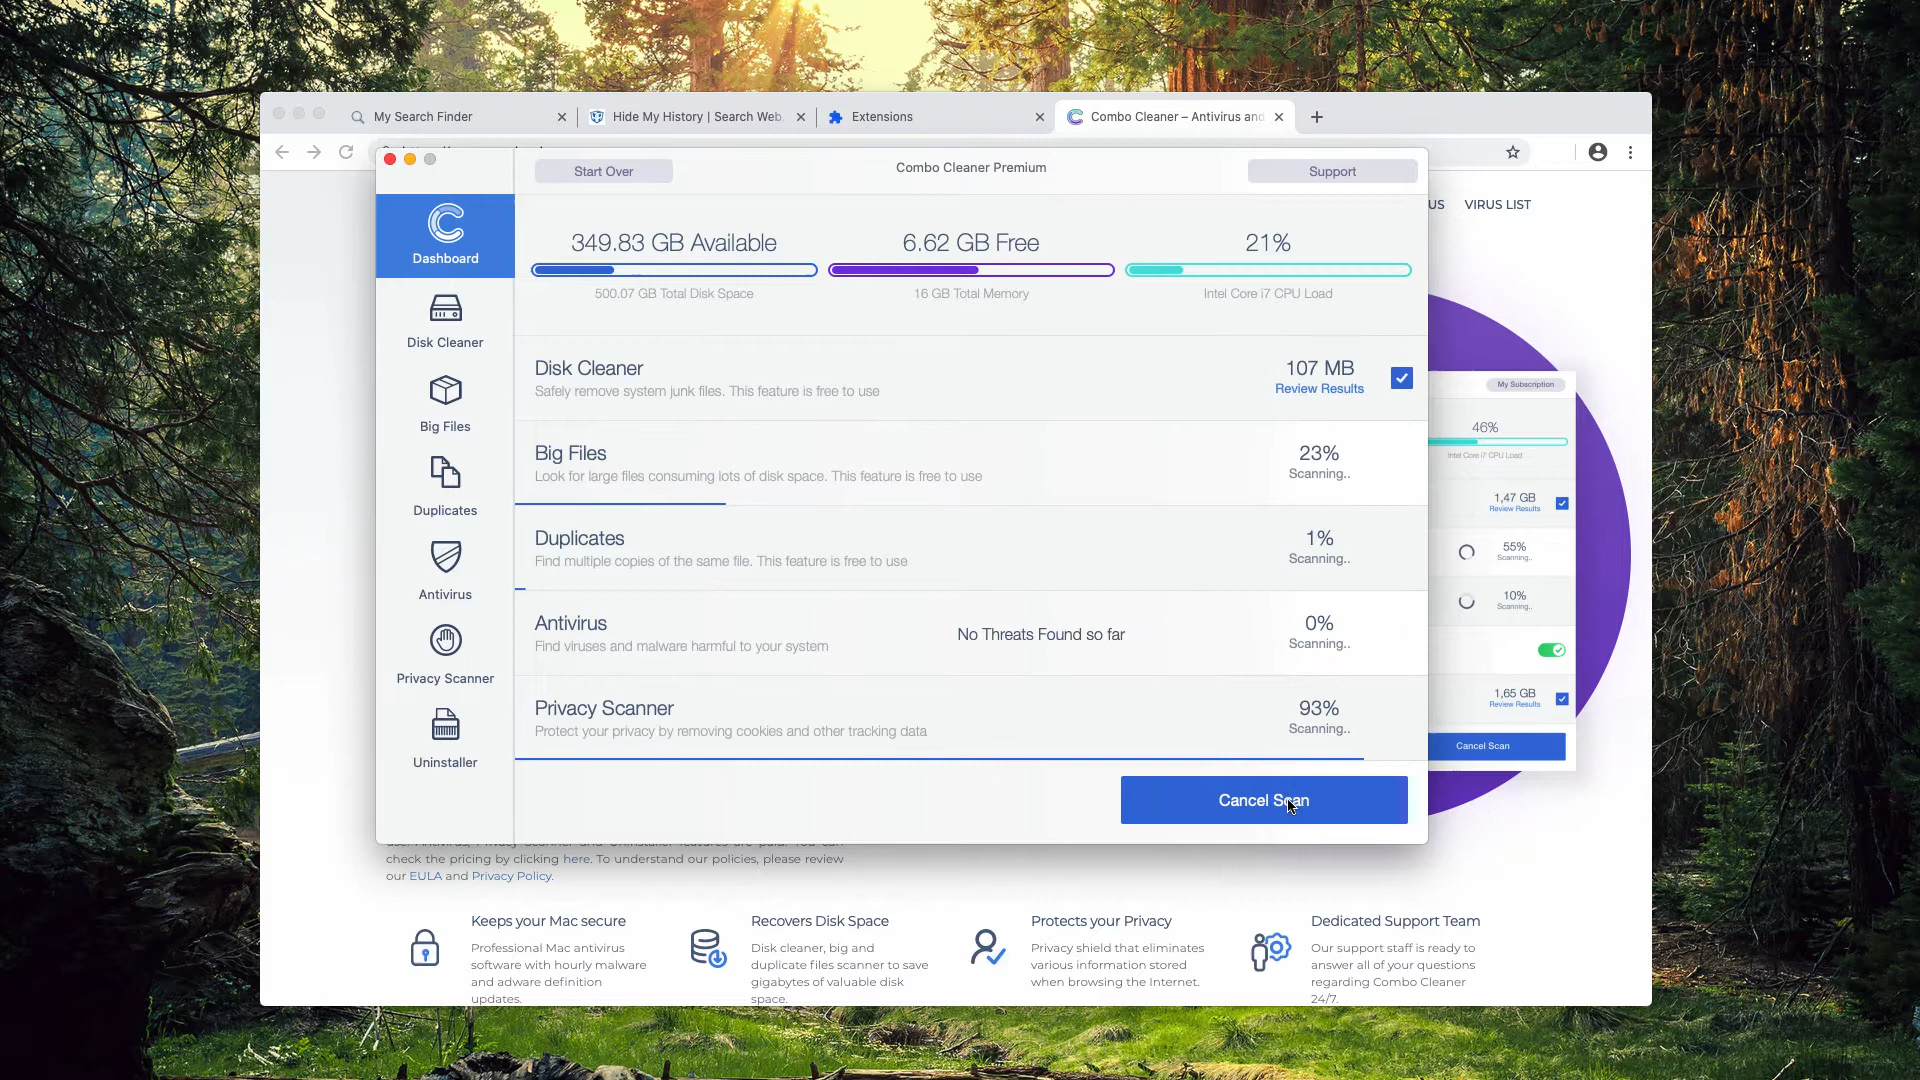 My Search Finder
Hide My History | Search Web
Extensions
Combo Cleaner – Antivirus and
Start Over
Combo Cleaner Premium
Support
US VIRUS LIST
Dashboard
Disk Cleaner
Big Files
Duplicates
Antivirus
Privacy Scanner
Uninstaller
349.83 GB Available
6.62 GB Free
21%
500.07 GB Total Disk Space
16 GB Total Memory
Intel Core i7 CPU Load
Disk Cleaner
Safely remove system junk files. This feature is free to use
107 MB
Review Results
Big Files
Look for large files consuming lots of disk space. This feature is free to use
23%
Scanning..
Duplicates
Find multiple copies of the same file. This feature is free to use
1%
Scanning..
Antivirus
Find viruses and malware harmful to your system
No Threats Found so far
0%
Scanning..
Privacy Scanner
Protect your privacy by removing cookies and other tracking data
93%
Scanning..
Cancel Scan
My Subscription
46%
Intel Core i7 CPU Load
1,47 GB
Review Results
55%
Scanning..
10%
Scanning..
1,65 GB
Review Results
Cancel Scan
check the pricing by clicking here. To understand our policies, please review
our EULA and Privacy Policy.
Keeps your Mac secure
Professional Mac antivirus
software with hourly malware
and adware definition
updates.
Recovers Disk Space
Disk cleaner, big and
duplicate files scanner to save
gigabytes of valuable disk
space.
Protects your Privacy
Privacy shield that eliminates
various information stored
when browsing the Internet.
Dedicated Support Team
Our support staff is ready to
answer all of your questions
regarding Combo Cleaner
24/7.